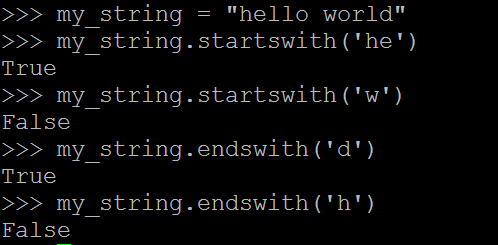 >>> my_string = "hello world"
>>> my_string.startswith('he')
True
>>> my_string.startswith('w')
False
>>> my_string.endswith('d')
True
>>> my_string.endswith('h')
False